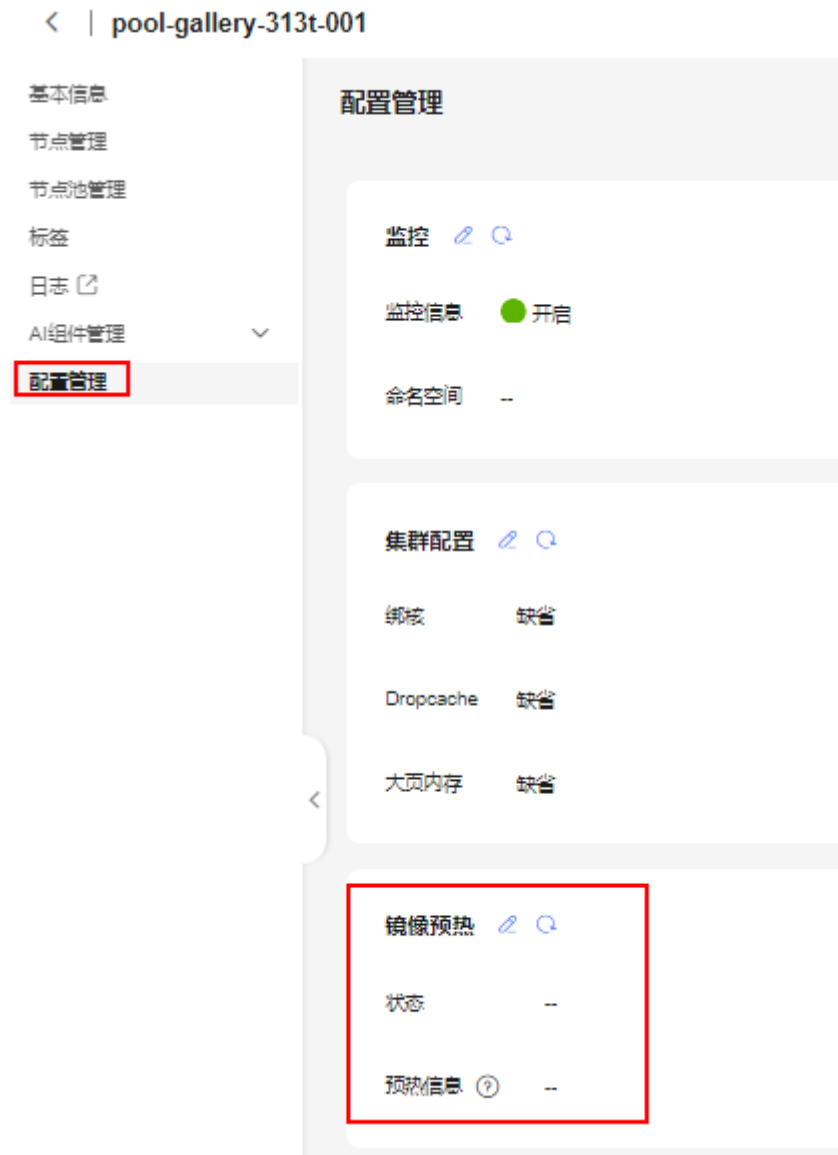 pool-gallery-313t-001
基本信息
节点管理
节点池管理
标签
日志
AI组件管理
配置管理
配置管理
监控
监控信息 开启
命名空间 --
集群配置
绑核 缺省
Dropcache 缺省
大页内存 缺省
镜像预热
状态 --
预热信息 --